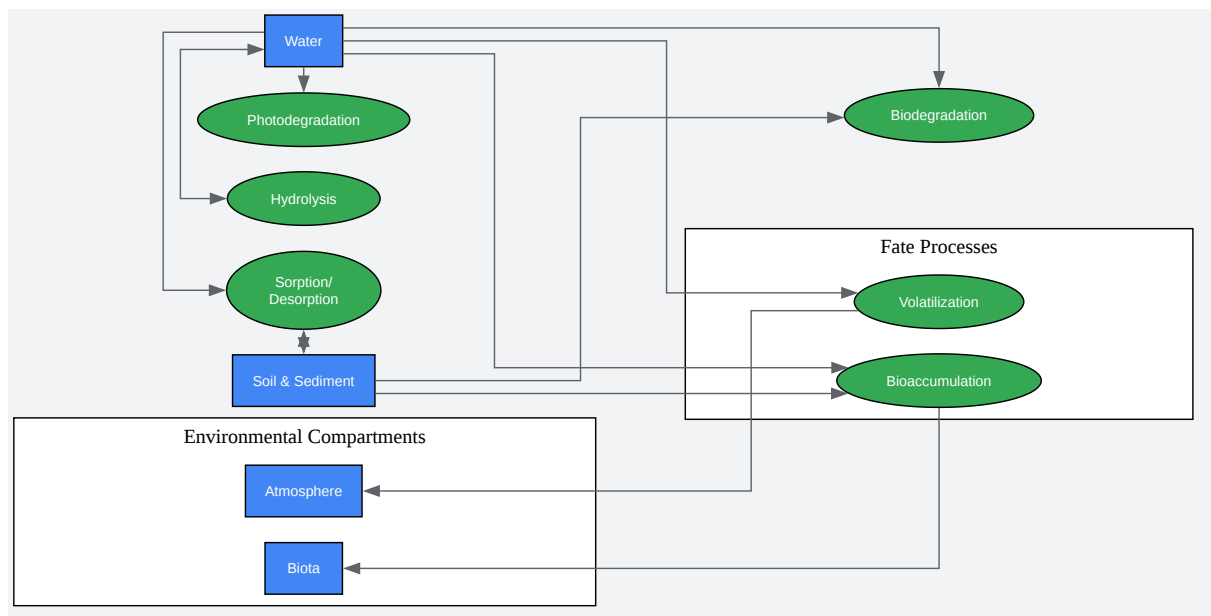 Water
Photodegradation
Biodegradation
Hydrolysis
Fate Processes
Sorption/
Desorption
Volatilization
Soil & Sediment
Bioaccumulation
Environmental Compartments
Atmosphere
Biota